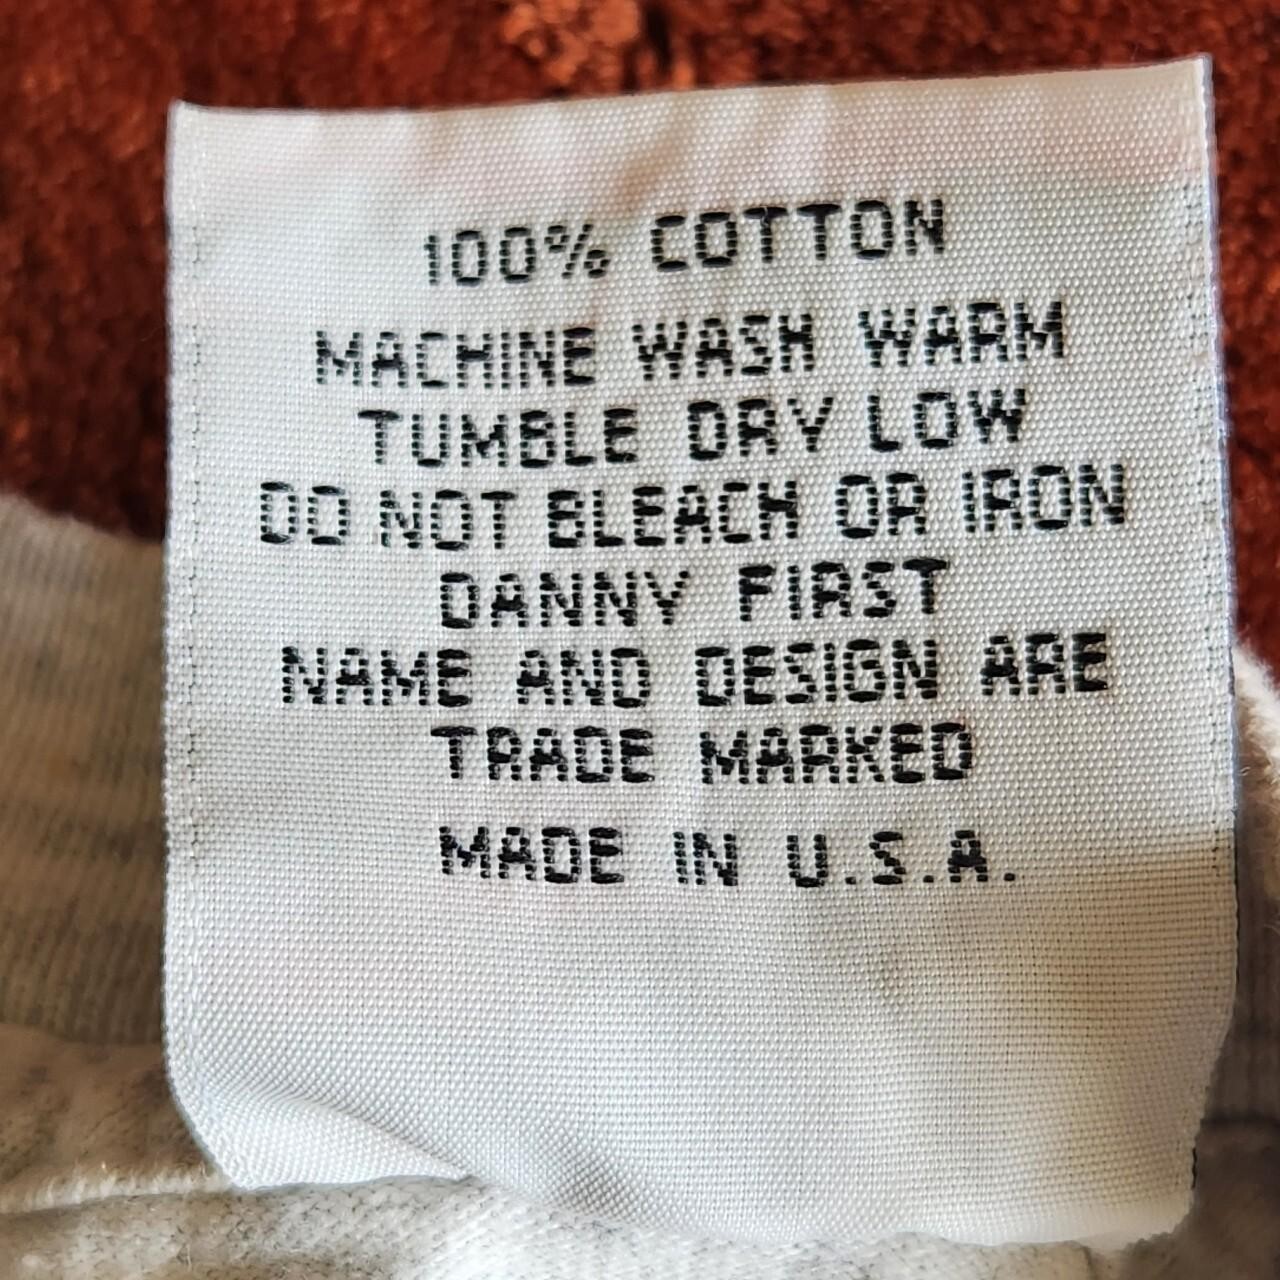 100% COTTON
MACHINE WASH WARM
TUMBLE DRY LOW
DO NOT BLEACH OR IRON
DANNY FIRST
NAME AND DESIGN ARE
TRADE MARKED
MADE IN U.S.A.